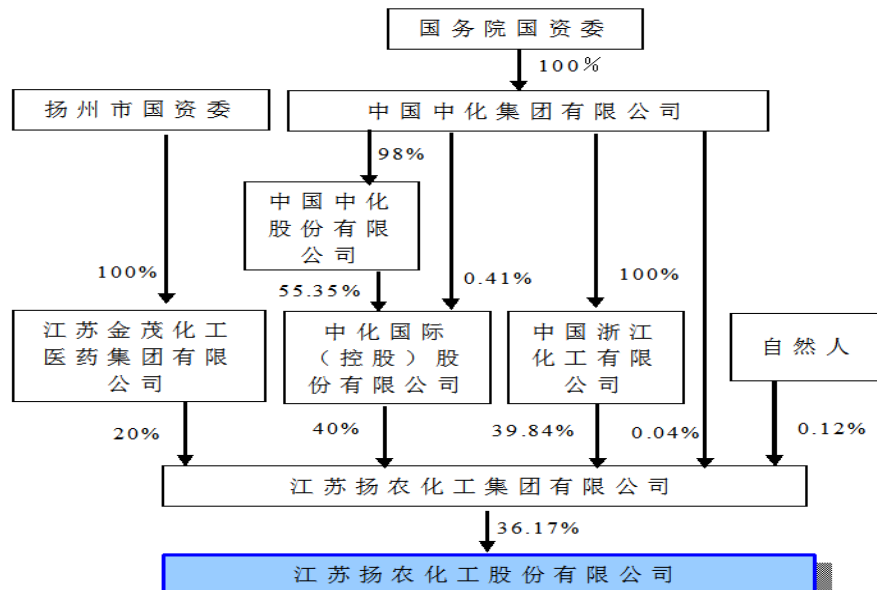 国务院国资委
100%
扬州市国资委
中国中化集团有限公司
98%
中国中化
股份有限
公司
100%
55.35%
0.41%
100%
江苏金茂化工
医药集团有限
公司
中化国际
（控股）股
份有限公司
中国浙江
化工有限
公司
自然人
20%
40%
39.84%
0.04%
0.12%
江苏扬农化工集团有限公司
36.17%
江苏扬农化工股份有限公司